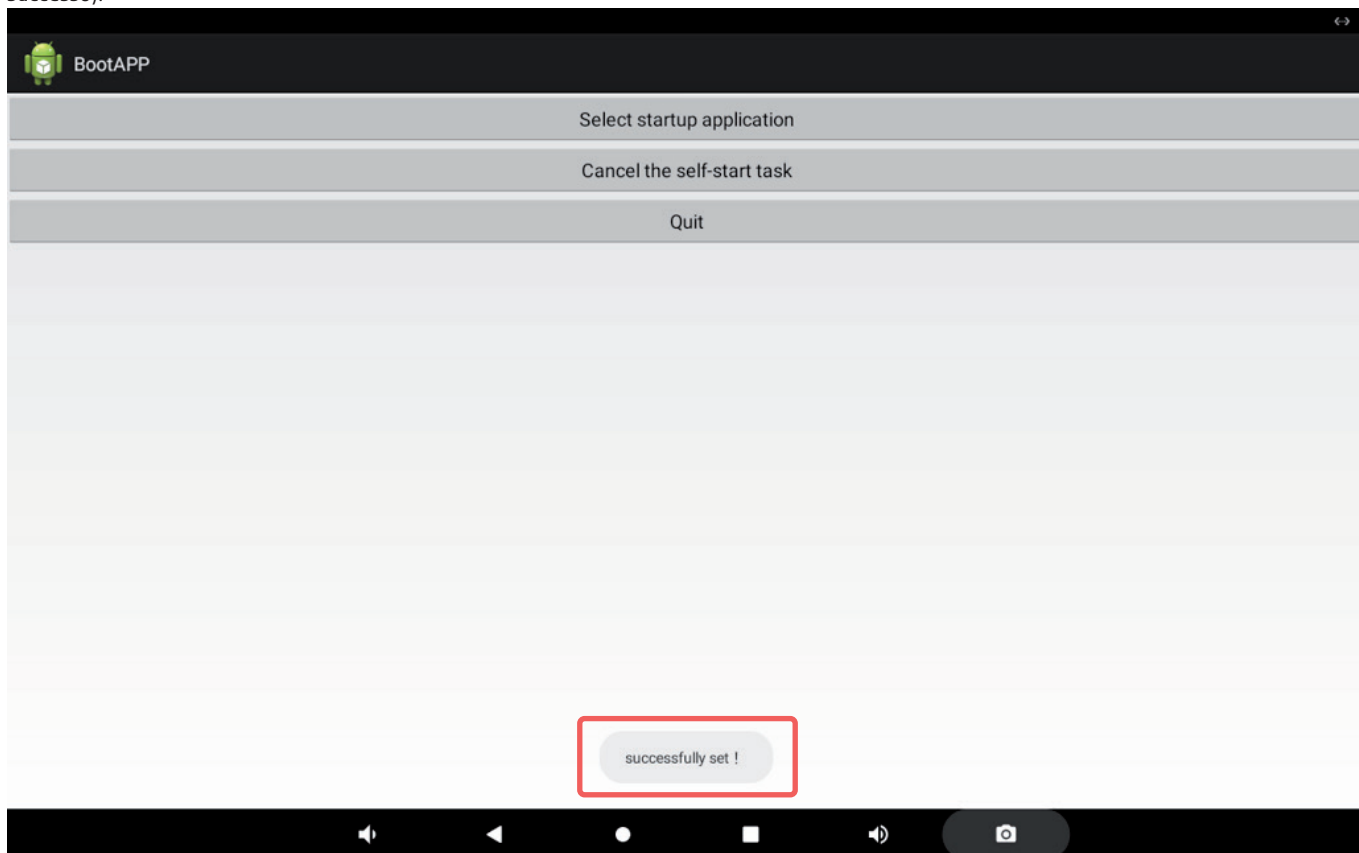 BootAPP
Select startup application
Cancel the self-start task
Quit
successfully set !